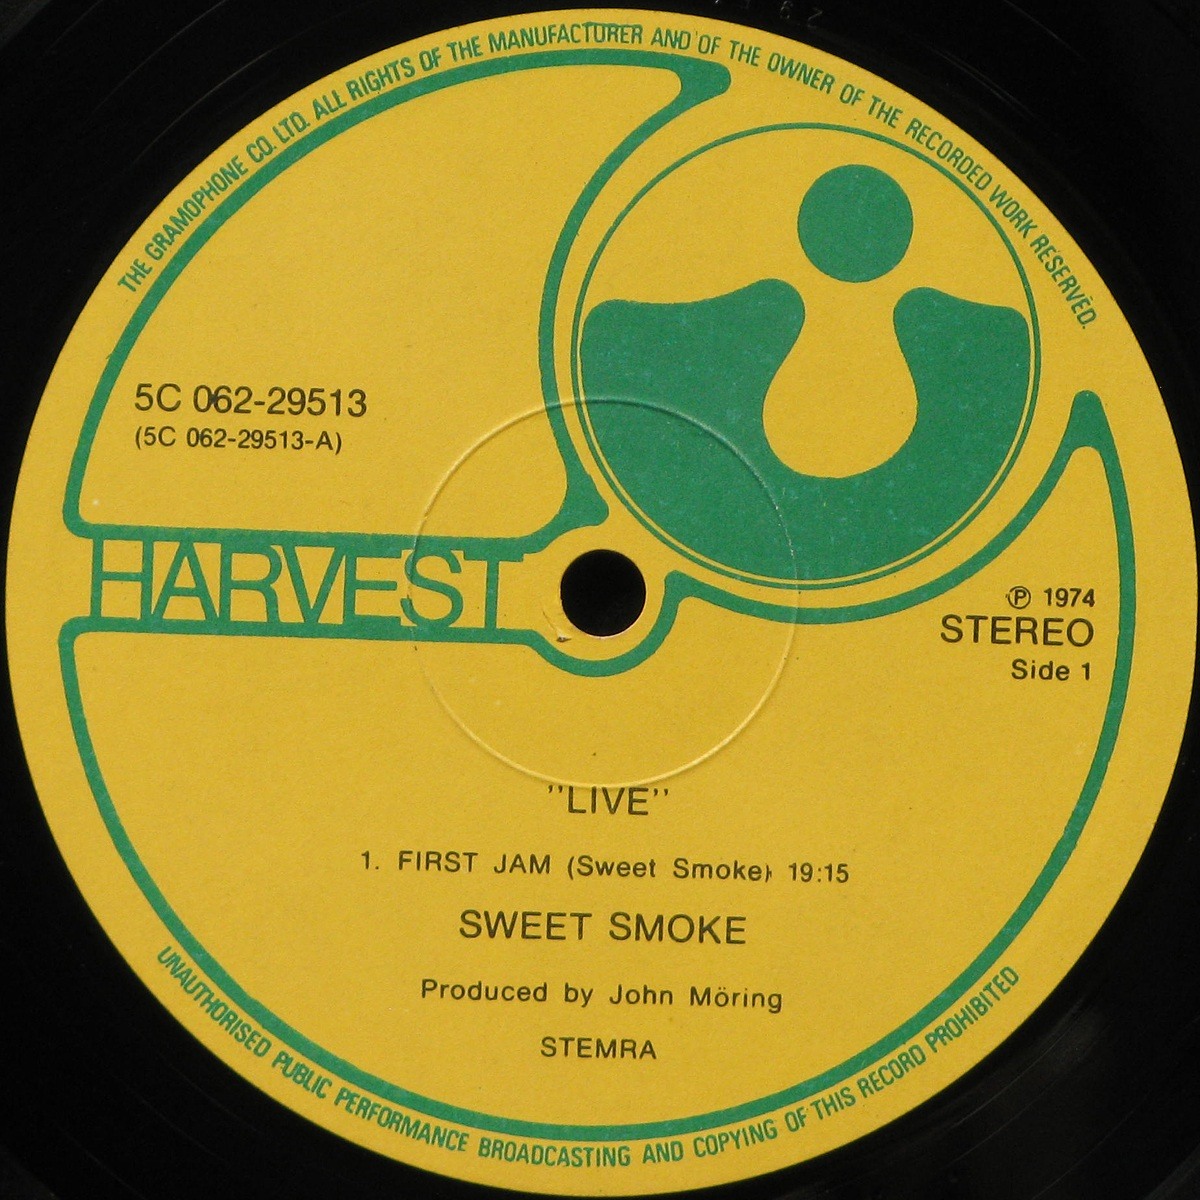 THE GRAMOPHONE CO. LTD. ALL RIGHTS OF THE MANUFACTURER AND OF THE OWNER OF THE RECORDED WORK RESERVED.
5C 062-29513
(5C 062-29513-A)
HARVEST
℗ 1974
STEREO
Side 1
"LIVE"
1. FIRST JAM (Sweet Smoke) 19:15
SWEET SMOKE
Produced by John Möring
STEMRA
UNAUTHORISED PUBLIC PERFORMANCE BROADCASTING AND COPYING OF THIS RECORD PROHIBITED